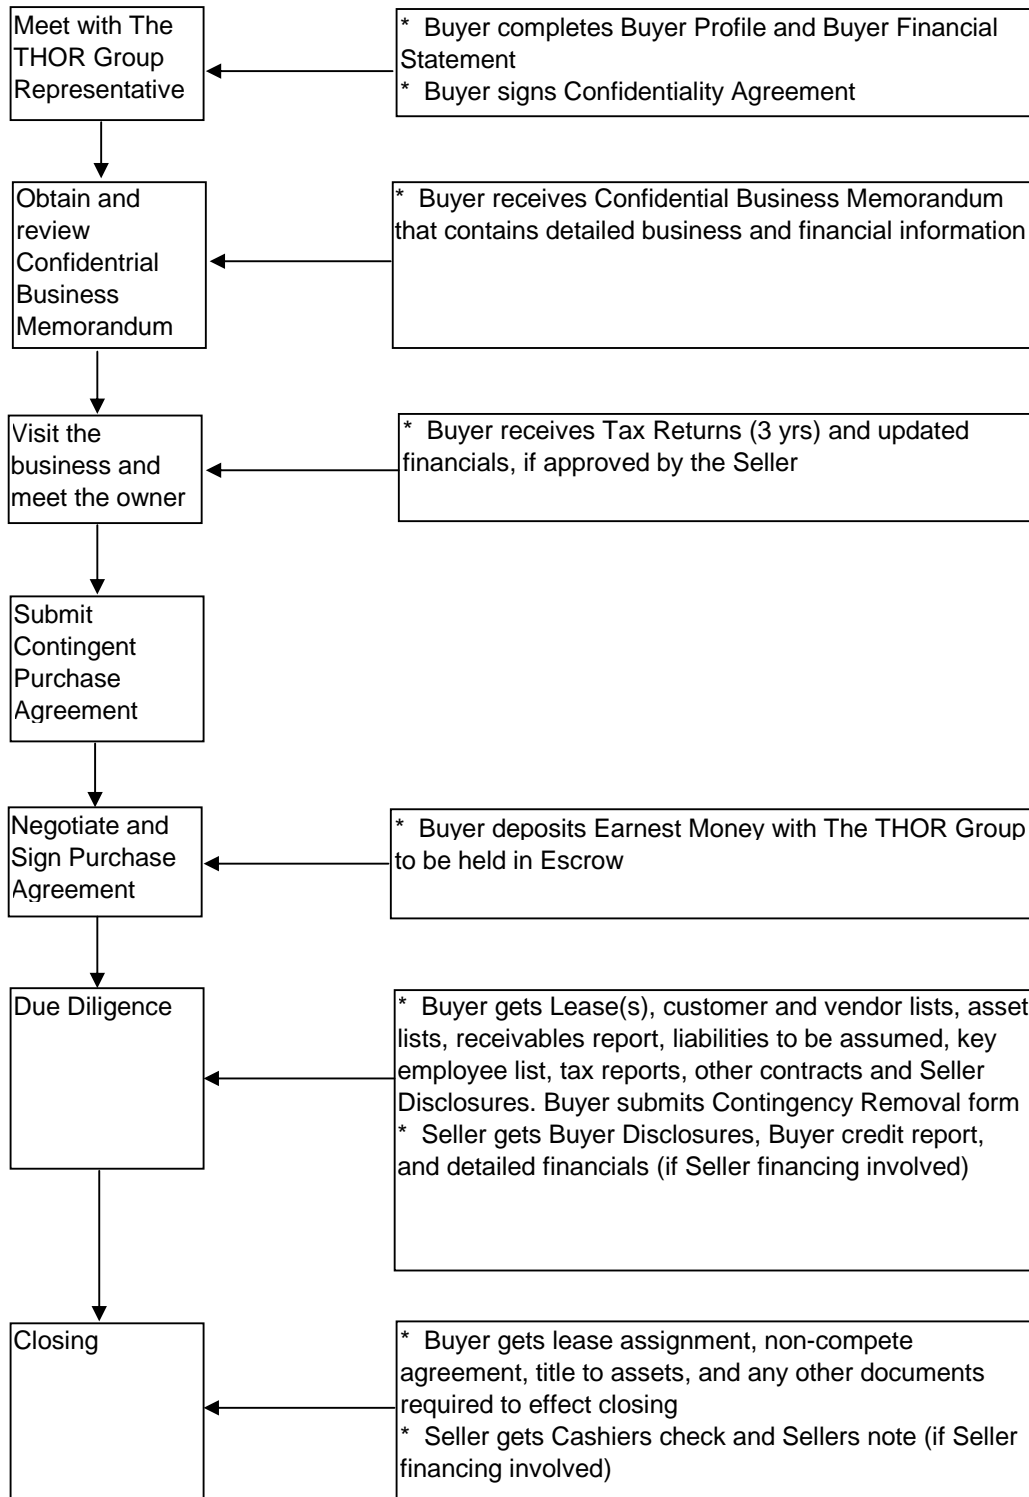 Meet with The
THOR Group
Representative
* Buyer completes Buyer Profile and Buyer Financial
Statement
* Buyer signs Confidentiality Agreement
Obtain and
review
Confidentrial
Business
Memorandum
* Buyer receives Confidential Business Memorandum
that contains detailed business and financial information
Visit the
business and
meet the owner
* Buyer receives Tax Returns (3 yrs) and updated
financials, if approved by the Seller
Submit
Contingent
Purchase
Agreement
Negotiate and
Sign Purchase
Agreement
* Buyer deposits Earnest Money with The THOR Group
to be held in Escrow
Due Diligence
* Buyer gets Lease(s), customer and vendor lists, asset
lists, receivables report, liabilities to be assumed, key
employee list, tax reports, other contracts and Seller
Disclosures. Buyer submits Contingency Removal form
* Seller gets Buyer Disclosures, Buyer credit report,
and detailed financials (if Seller financing involved)
Closing
* Buyer gets lease assignment, non-compete
agreement, title to assets, and any other documents
required to effect closing
* Seller gets Cashiers check and Sellers note (if Seller
financing involved)